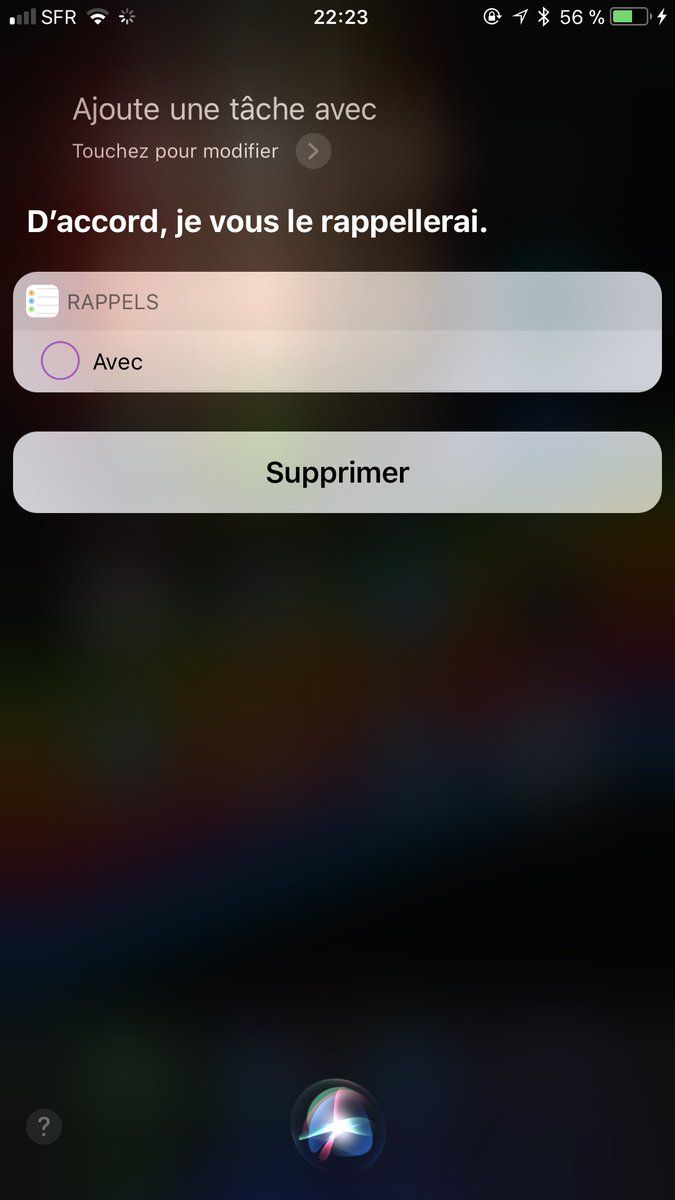 SFR 22:23 56 %
Ajoute une tâche avec
Touchez pour modifier
D’accord, je vous le rappellerai.
RAPPELS
Avec
Supprimer
?